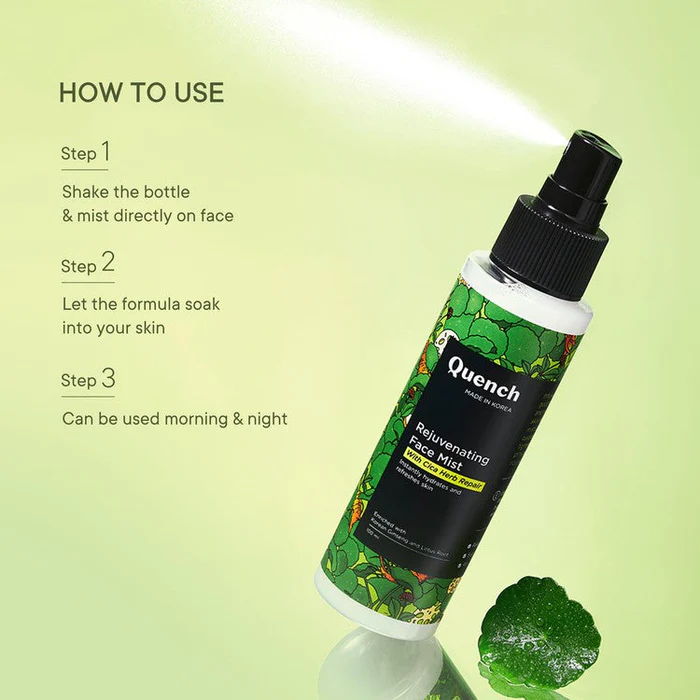 HOW TO USE
Step 1
Shake the bottle
& mist directly on face
Step 2
Let the formula soak
into your skin
Step 3
Can be used morning & night
Quench
MADE IN KOREA
Rejuvenating
Face Mist
With Cica Herb Repair
Instantly hydrates and
refreshes skin
Enriched with
Korean Ginseng and Lotus Root
100 ml